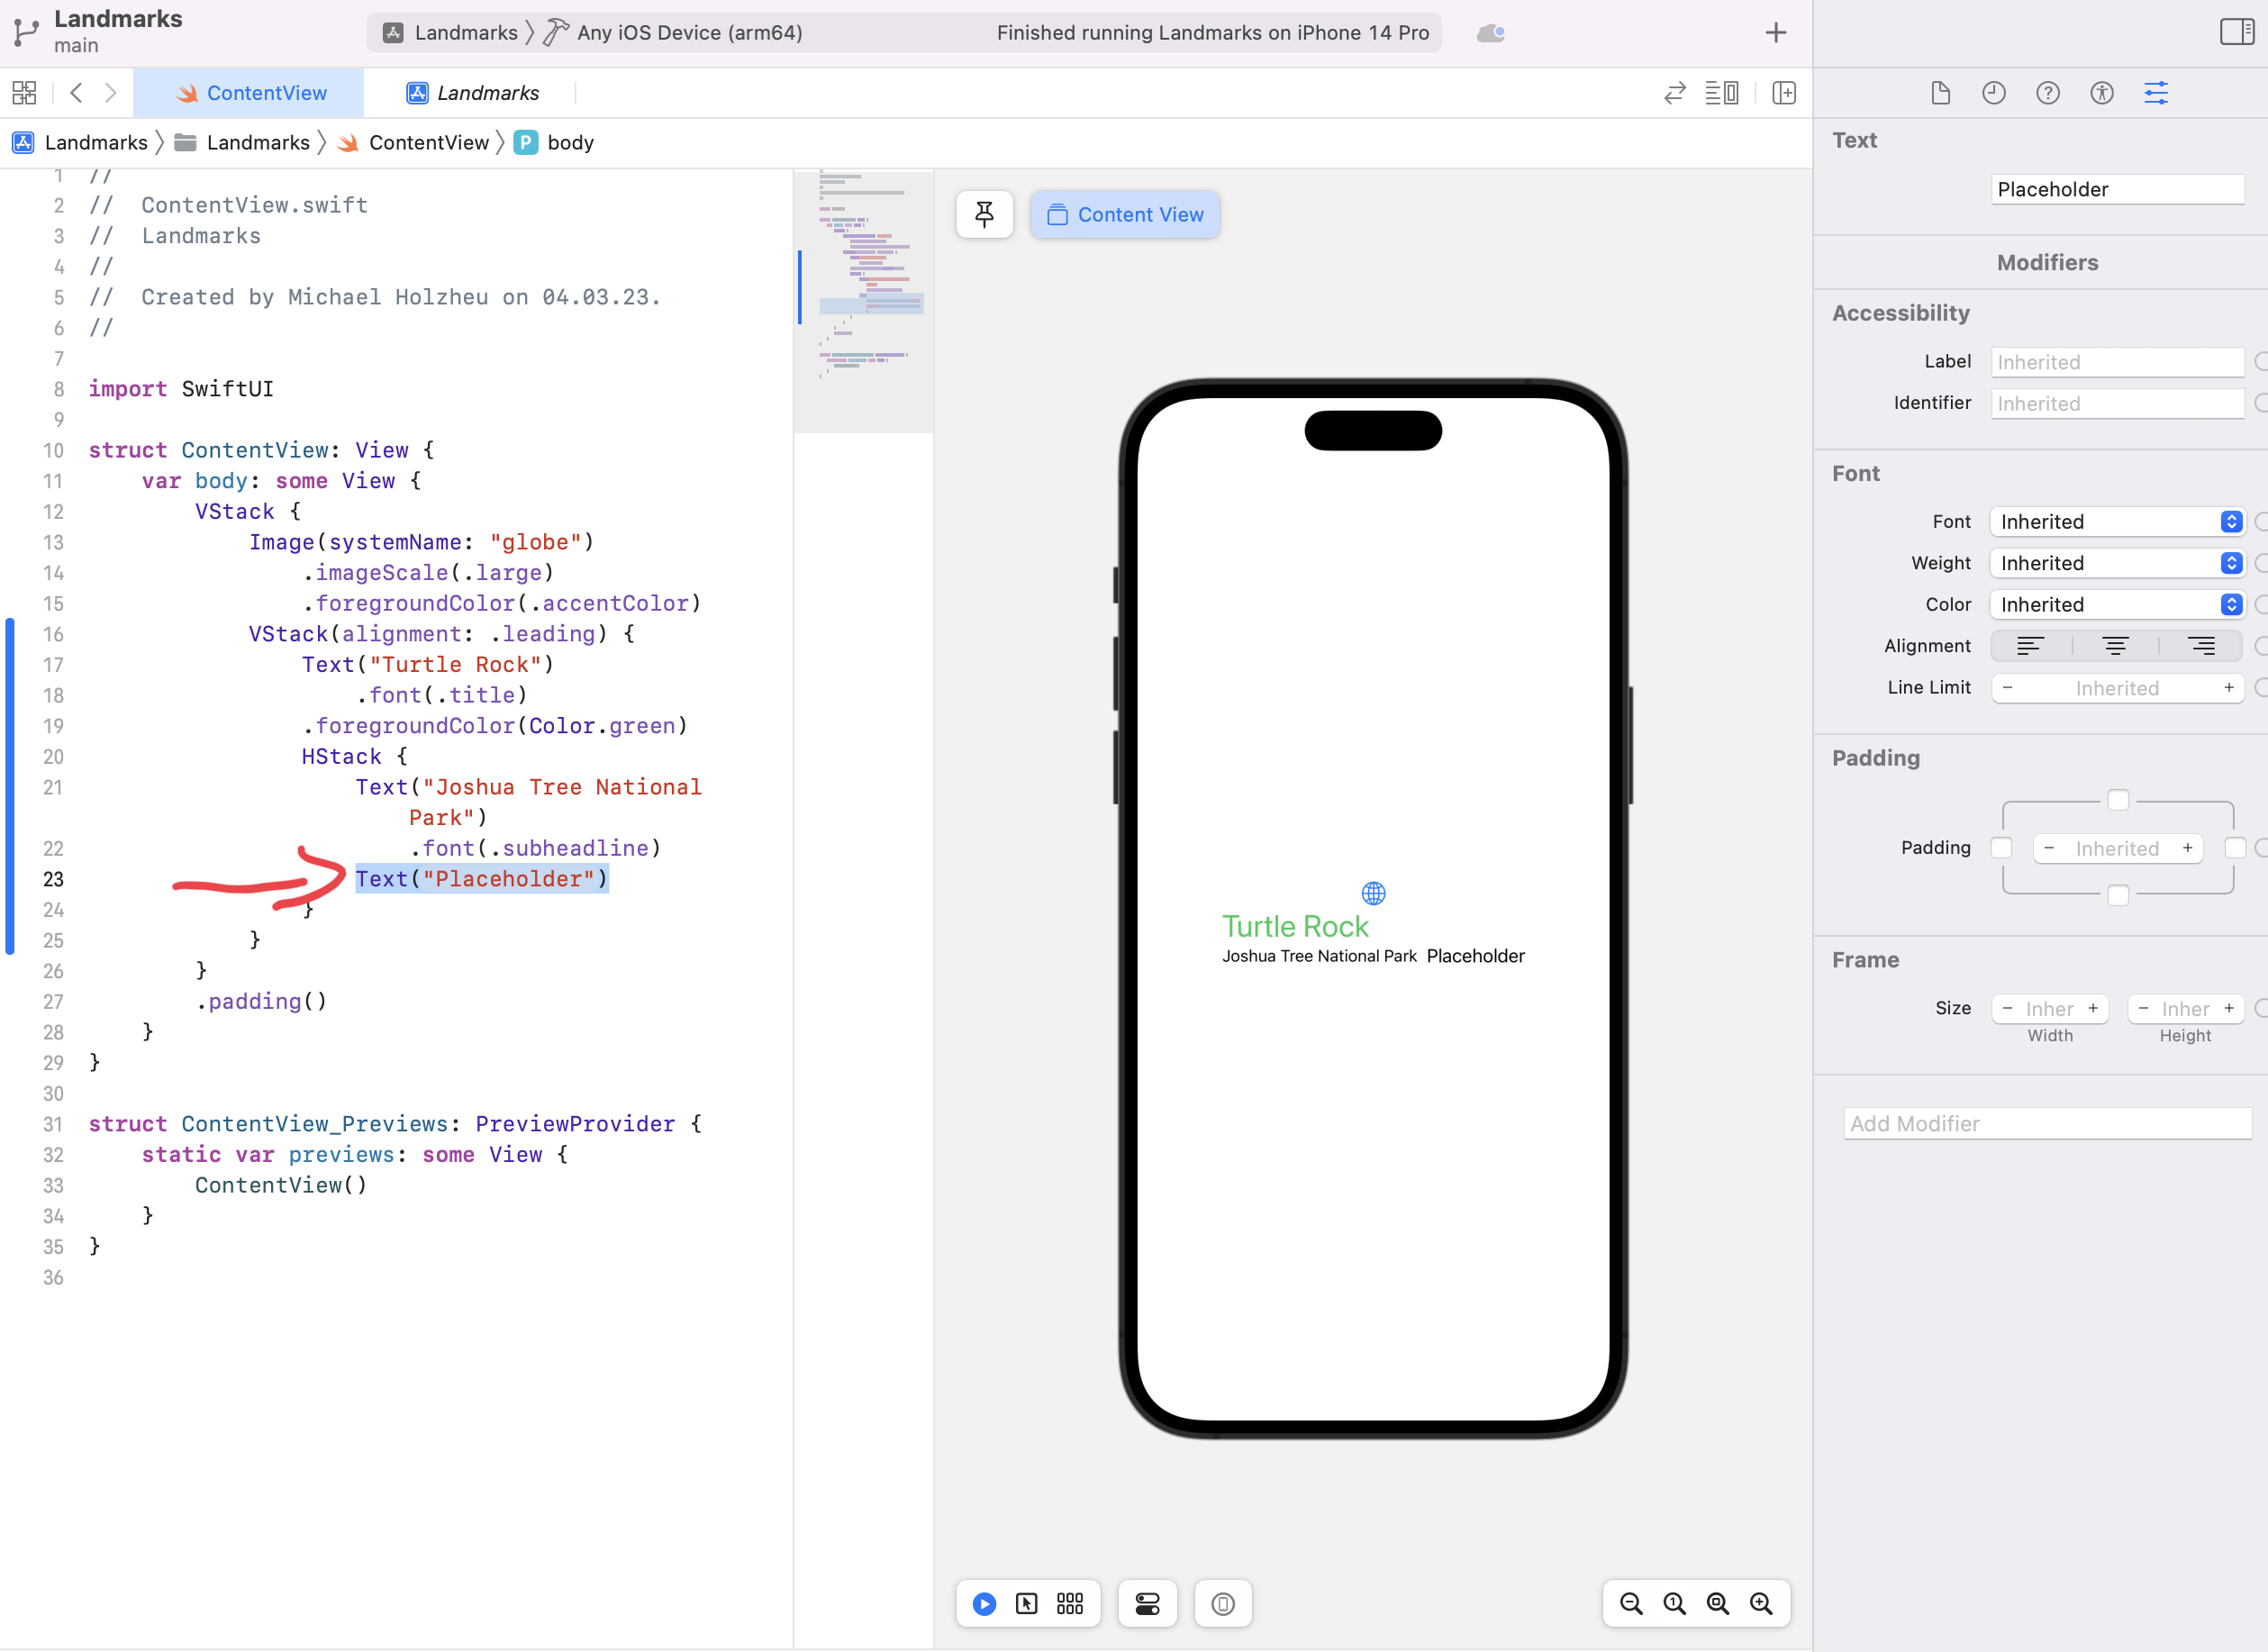 Landmarks
main
Landmarks
Any iOS Device (arm64)
Finished running Landmarks on iPhone 14 Pro
ContentView
Landmarks
Landmarks
Landmarks
ContentView
P
body
1 //
2 //  ContentView.swift
3 //  Landmarks
4 //
5 //  Created by Michael Holzheu on 04.03.23.
6 //
7
8 import SwiftUI
9
10 struct ContentView: View {
11     var body: some View {
12         VStack {
13             Image(systemName: "globe")
14                 .imageScale(.large)
15                 .foregroundColor(.accentColor)
16             VStack(alignment: .leading) {
17                 Text("Turtle Rock")
18                     .font(.title)
19                 .foregroundColor(Color.green)
20                 HStack {
21                     Text("Joshua Tree National
Park")
22                         .font(.subheadline)
23                     Text("Placeholder")
24                 }
25             }
26         }
27         .padding()
28     }
29 }
30
31 struct ContentView_Previews: PreviewProvider {
32     static var previews: some View {
33         ContentView()
34     }
35 }
36
Content View
Turtle Rock
Joshua Tree National Park Placeholder
Text
Placeholder
Modifiers
Accessibility
Label Inherited
Identifier Inherited
Font
Font Inherited
Weight Inherited
Color Inherited
Alignment
Line Limit − Inherited +
Padding
Padding − Inherited +
Frame
Size − Inher + − Inher +
Width Height
Add Modifier